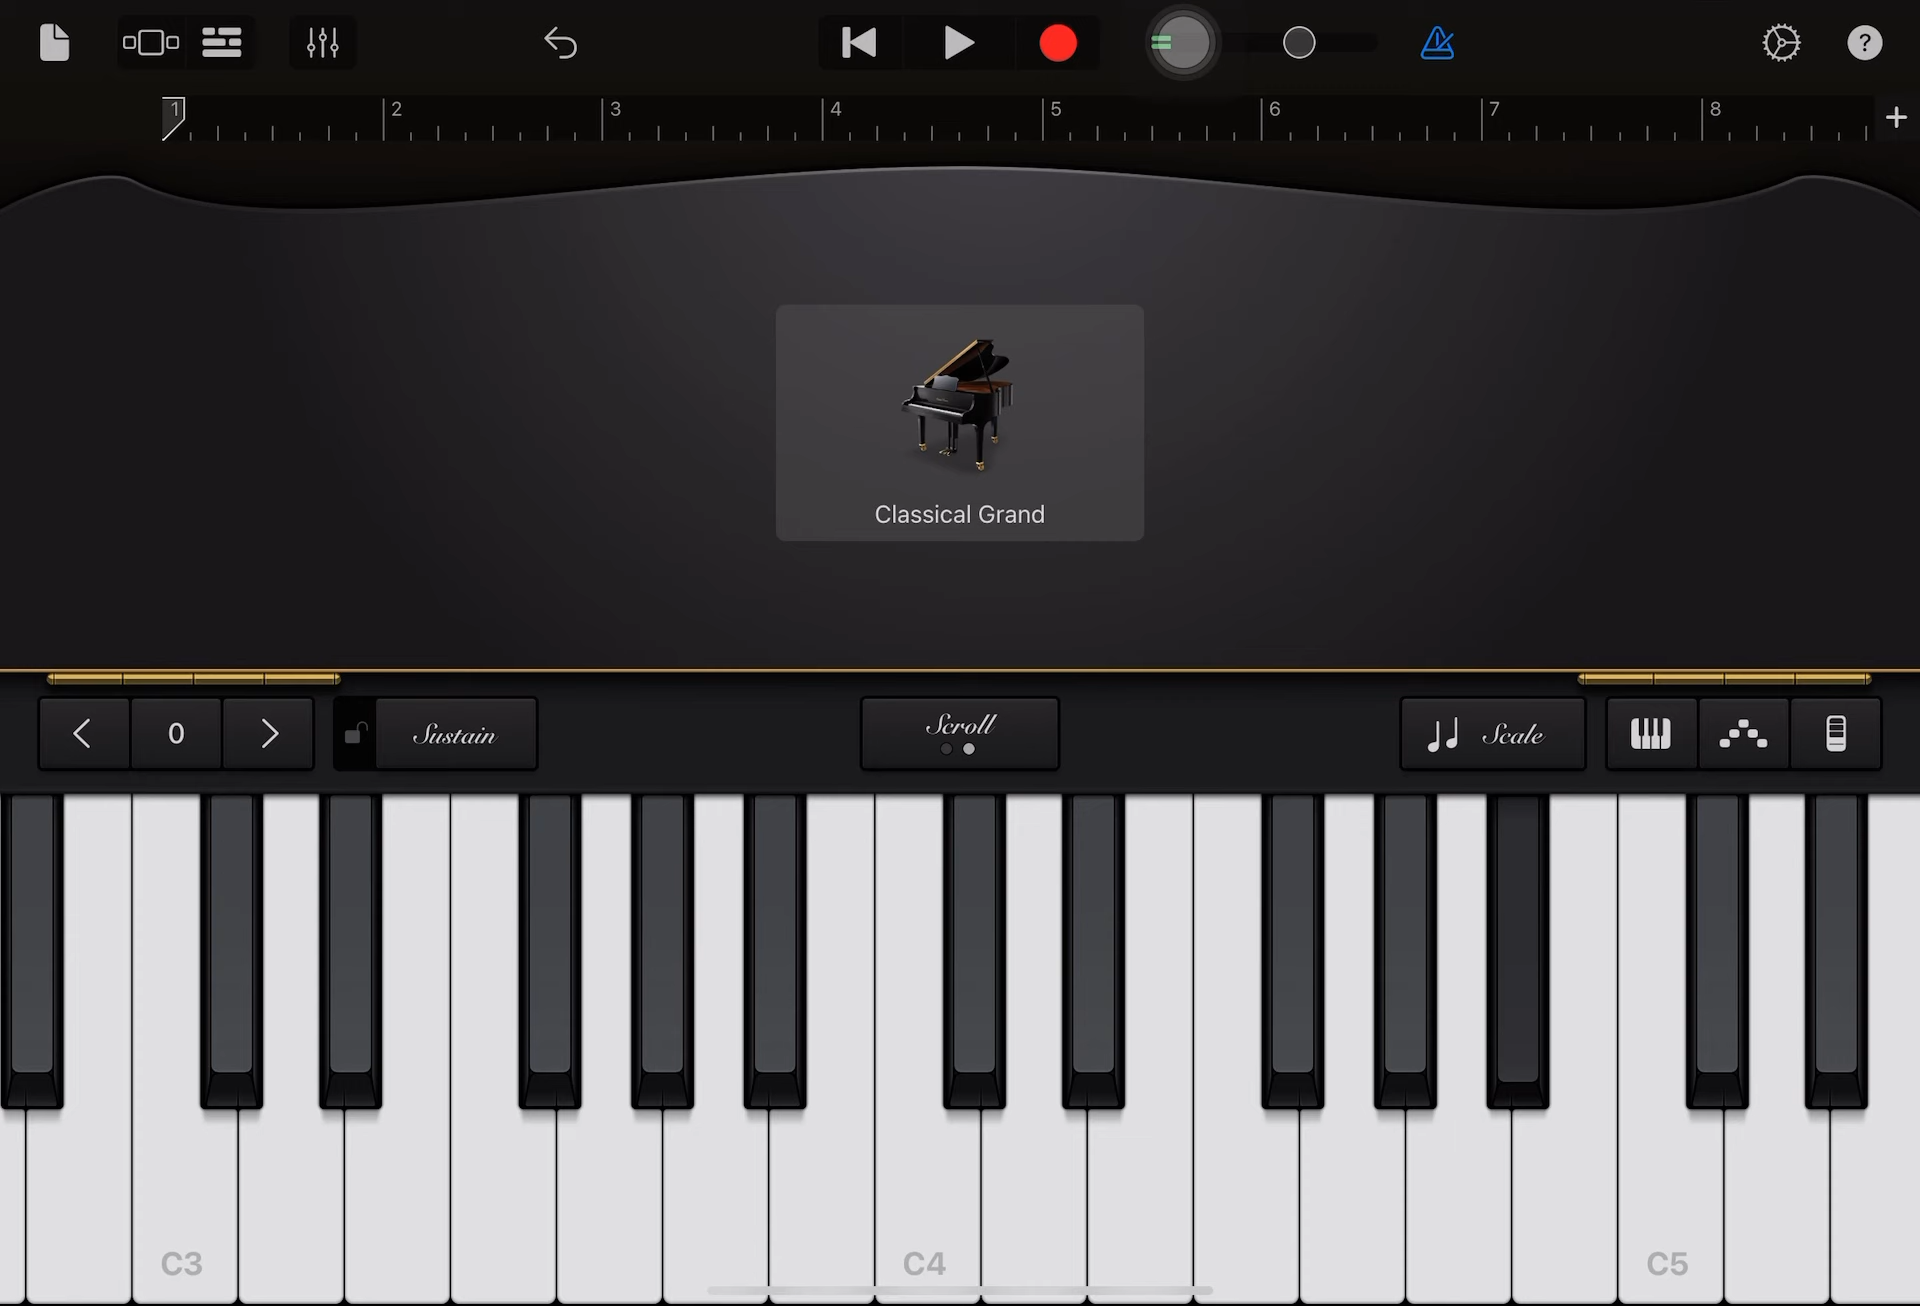 ?
1 2 3 4 5 6 7 8 +
Classical Grand
0 Sustain Scroll Scale
C3 C4 C5